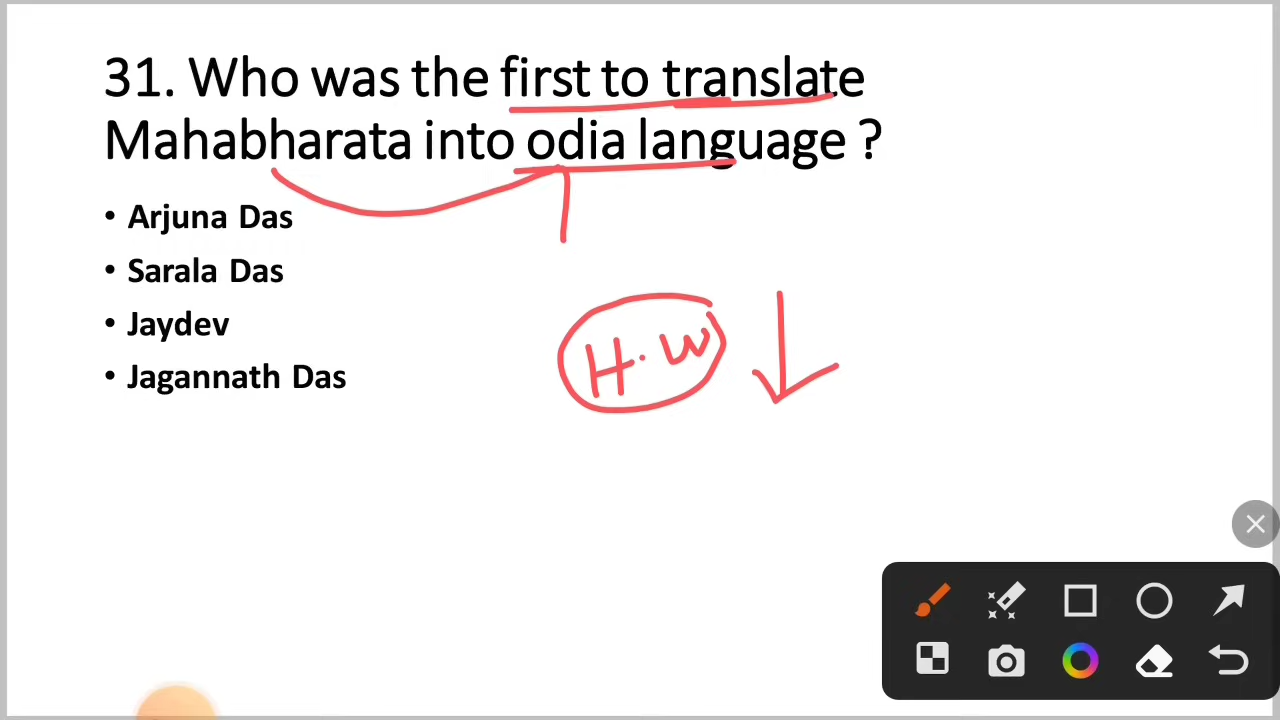 31. Who was the first to translate
Mahabharata into odia language ?
• Arjuna Das
• Sarala Das
• Jaydev
• Jagannath Das
H.W